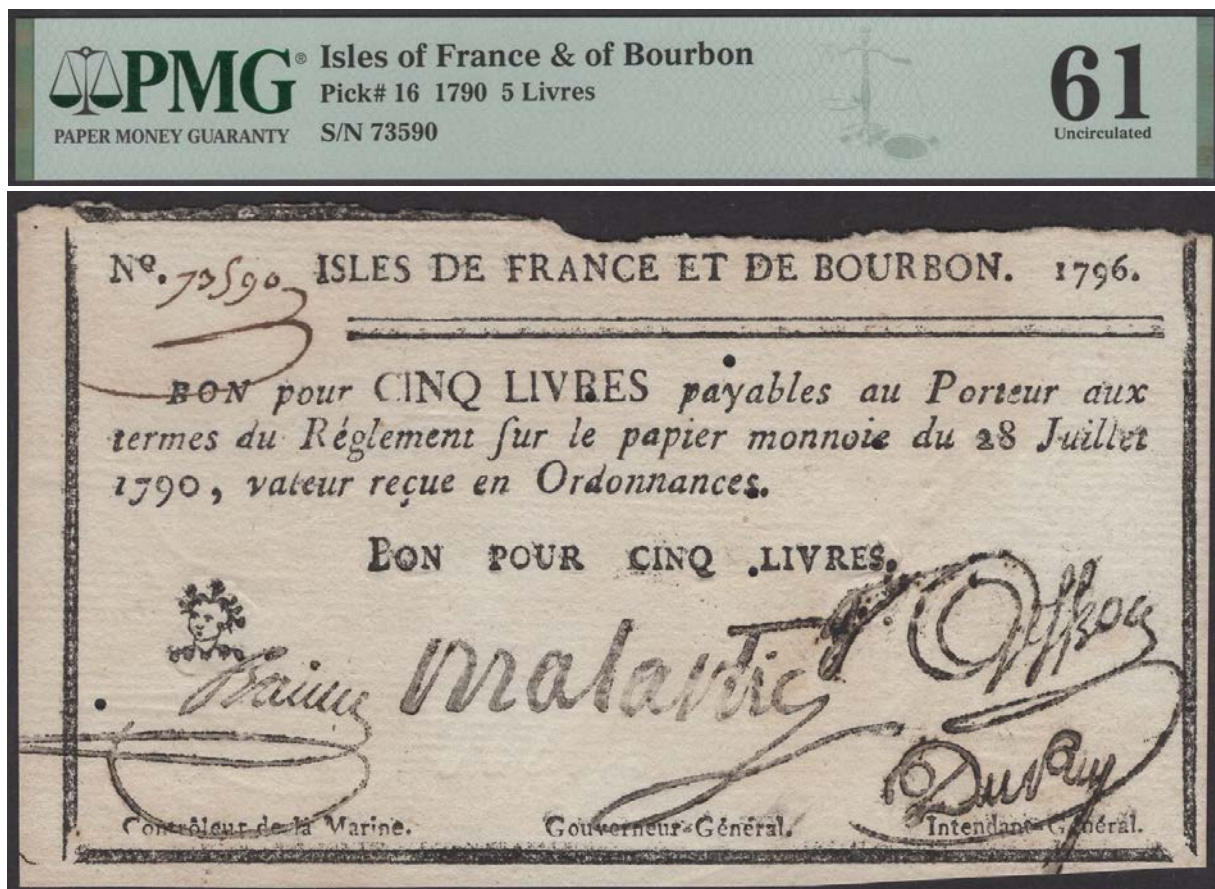 PMG® Isles of France & of Bourbon 61
Pick# 16 1790 5 Livres
PAPER MONEY GUARANTY S/N 73590 Uncirculated
Nº. 73590 ISLES DE FRANCE ET DE BOURBON. 1796.
BON pour CINQ LIVRES payables au Porteur aux
termes du Réglement ſur le papier monnoie du 28 Juillet
1790, valeur reçue en Ordonnances.
BON POUR CINQ LIVRES.
Malartic
Dupuy
Contrôleur de la Marine. Gouverneur-Général. Intendant-Général.